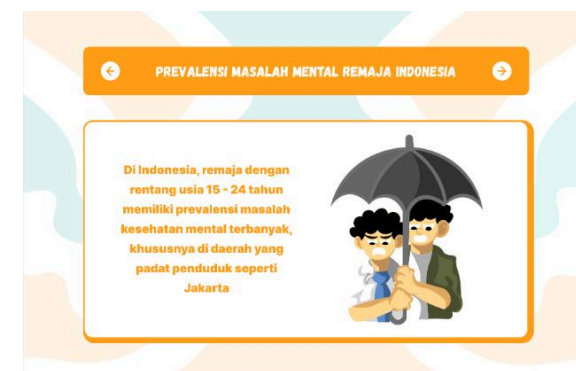 PREVALENSI MASALAH MENTAL REMAJA INDONESIA
Di Indonesia, remaja dengan
rentang usia 15 - 24 tahun
memiliki prevalensi masalah
kesehatan mental terbanyak,
khususnya di daerah yang
padat penduduk seperti
Jakarta